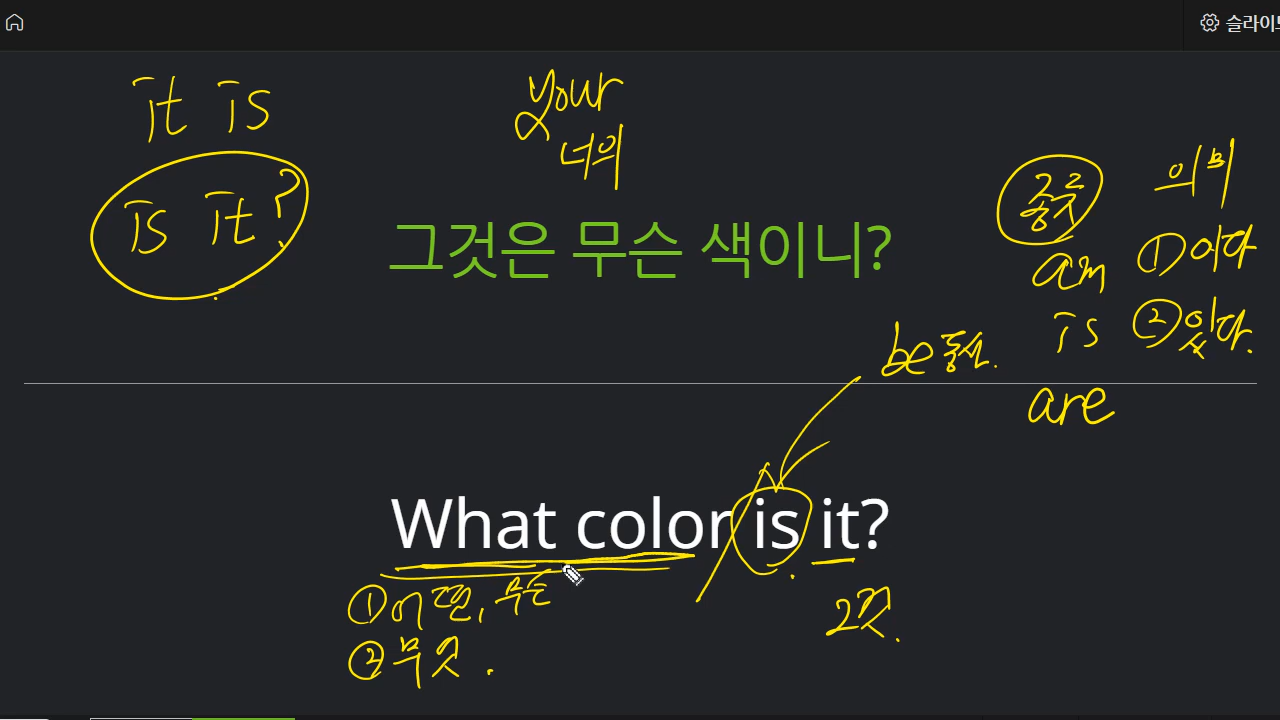 슬라이드
it is
your
너의
is it?
그것은 무슨 색이니?
종류
am
is
are
의미
①이다
②있다.
be동사.
What color is it?
①어떤, 무슨
②무엇.
그것.